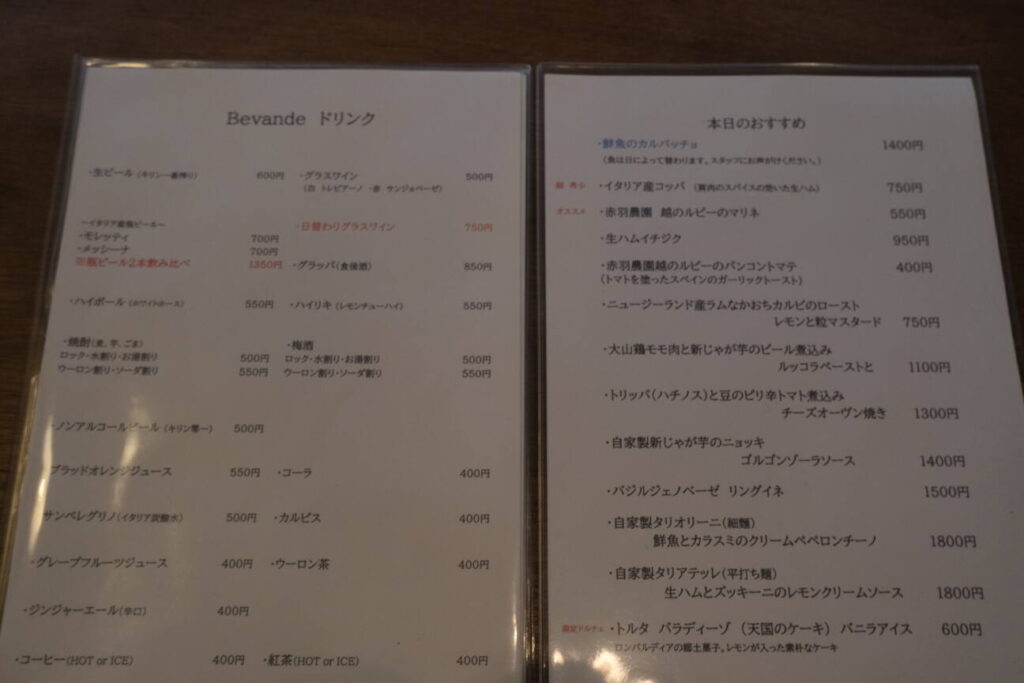 Bevande ドリンク
・生ビール (キリン一番搾り) 600円
・グラスワイン 500円
(白 トレビアーノ ・赤 サンジョベーゼ)
～イタリア産瓶ビール～
・モレッティ 700円
・メッシーナ 700円
※瓶ビール2本飲み比べ 1350円
・日替わりグラスワイン 750円
・グラッパ(食後酒) 850円
・ハイボール (ホワイトホース) 550円
・ハイリキ (レモンチューハイ) 550円
・焼酎(麦、芋、ごま)
ロック・水割り・お湯割り 500円
ウーロン割り・ソーダ割り 550円
・梅酒
ロック・水割り・お湯割り 500円
ウーロン割り・ソーダ割り 550円
・ノンアルコールビール (キリン零一) 500円
ブラッドオレンジジュース 550円
・コーラ 400円
サンペレグリノ(イタリア炭酸水) 500円
・カルピス 400円
・グレープフルーツジュース 400円
・ウーロン茶 400円
・ジンジャーエール(辛口) 400円
・コーヒー(HOT or ICE) 400円
・紅茶(HOT or ICE) 400円
本日のおすすめ
・鮮魚のカルパッチョ 1400円
(魚は日によって替わります。スタッフにお声がけください。)
・イタリア産コッパ (肩肉のスパイスの効いた生ハム) 750円
オススメ ・赤羽農園 越のルビーのマリネ 550円
・生ハムイチジク 950円
・赤羽農園越のルビーのパンコントマテ 400円
(トマトを塗ったスペインのガーリックトースト)
・ニュージーランド産ラムなかおちカルビのロースト
レモンと粒マスタード 750円
・大山鶏モモ肉と新じゃが芋のビール煮込み
ルッコラペーストと 1100円
・トリッパ(ハチノス)と豆のピリ辛トマト煮込み
チーズオーヴン焼き 1300円
・自家製新じゃが芋のニョッキ
ゴルゴンゾーラソース 1400円
・バジルジェノベーゼ リングイネ 1500円
・自家製タリオリーニ(細麺)
鮮魚とカラスミのクリームペペロンチーノ 1800円
・自家製タリアテッレ(平打ち麺)
生ハムとズッキーニのレモンクリームソース 1800円
限定ドルチェ ・トルタ パラディーゾ (天国のケーキ) バニラアイス 600円
ロンバルディアの郷土菓子。レモンが入った素朴なケーキ